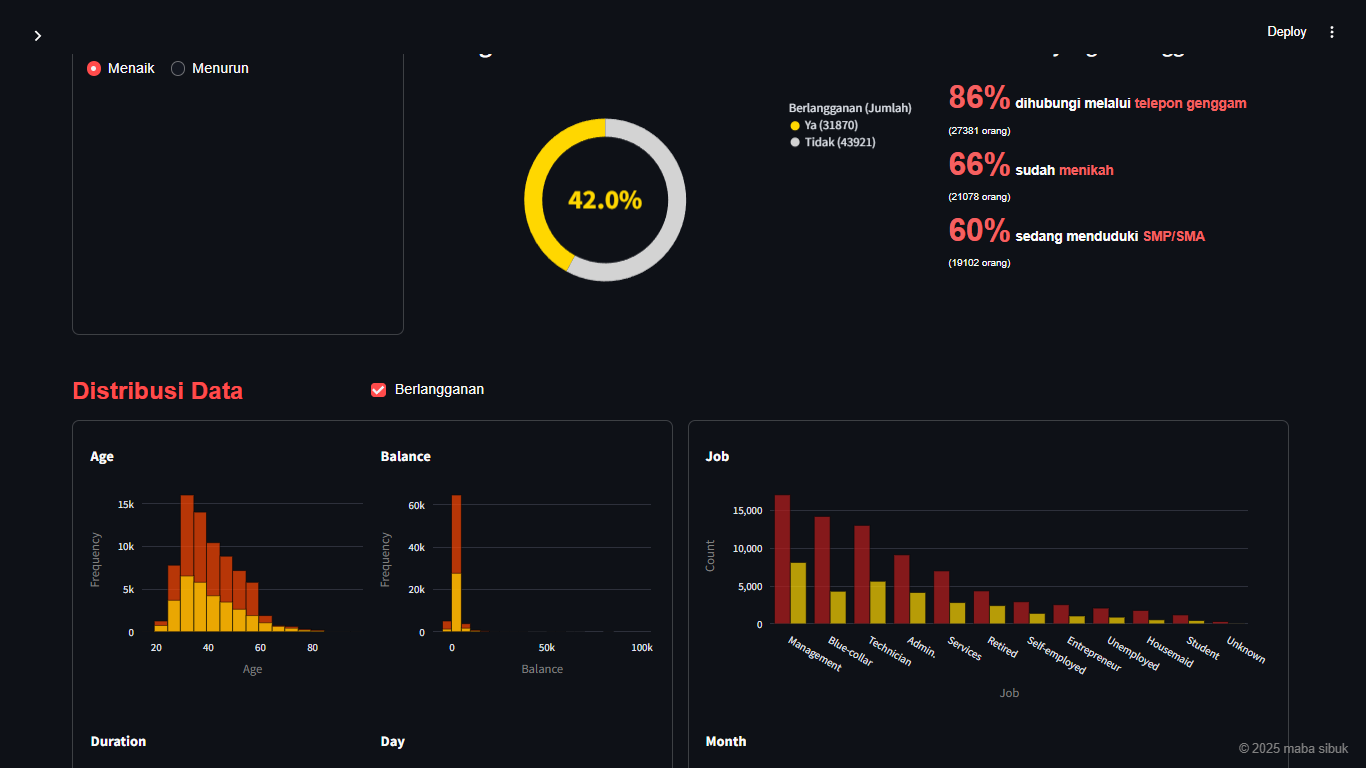 Deploy
Menaik
Menurun
Berlangganan (Jumlah)
Ya (31870)
Tidak (43921)
42.0%
86% dihubungi melalui telepon genggam
(27381 orang)
66% sudah menikah
(21078 orang)
60% sedang menduduki SMP/SMA
(19102 orang)
Distribusi Data
Berlangganan
Age
15k
10k
5k
0
Frequency
20 40 60 80
Age
Balance
60k
40k
20k
0
Frequency
0 50k 100k
Balance
Job
15,000
10,000
5,000
0
Count
Management
Blue-collar
Technician
Admin.
Services
Retired
Self-employed
Entrepreneur
Unemployed
Housemaid
Student
Unknown
Job
Duration
Day
Month
© 2025 maba sibuk